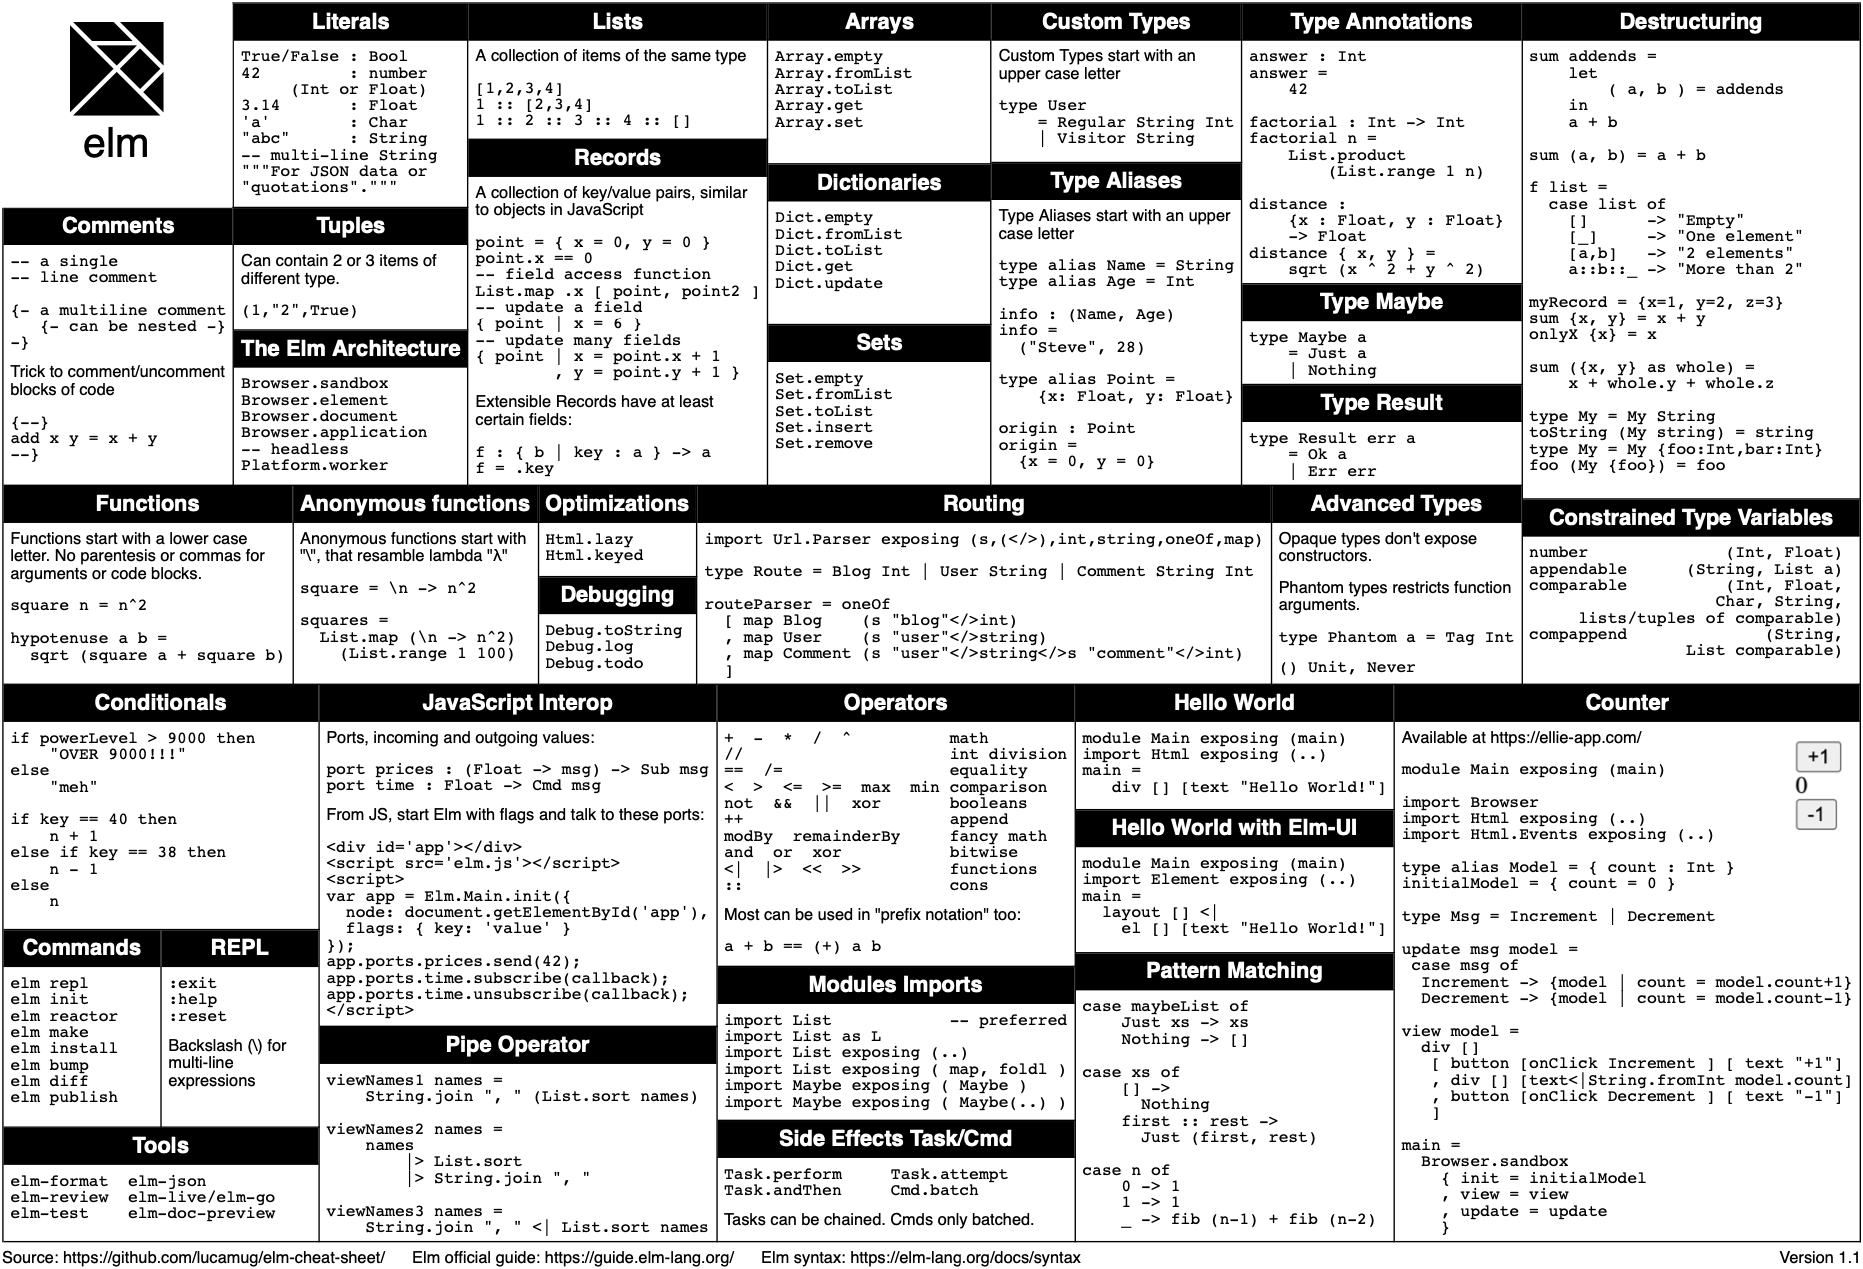 elm
Literals
True/False : Bool
42         : number
     (Int or Float)
3.14       : Float
'a'        : Char
"abc"      : String
-- multi-line String
"""For JSON data or
"quotations"."""
Lists
A collection of items of the same type
[1,2,3,4]
1 :: [2,3,4]
1 :: 2 :: 3 :: 4 :: []
Arrays
Array.empty
Array.fromList
Array.toList
Array.get
Array.set
Custom Types
Custom Types start with an
upper case letter
type User
    = Regular String Int
    | Visitor String
Type Annotations
answer : Int
answer =
    42
factorial : Int -> Int
factorial n =
    List.product
        (List.range 1 n)
distance :
    {x : Float, y : Float}
    -> Float
distance { x, y } =
    sqrt (x ^ 2 + y ^ 2)
Destructuring
sum addends =
    let
        ( a, b ) = addends
    in
    a + b
sum (a, b) = a + b
f list =
  case list of
    []      -> "Empty"
    [_]     -> "One element"
    [a,b]   -> "2 elements"
    a::b::_ -> "More than 2"
myRecord = {x=1, y=2, z=3}
sum {x, y} = x + y
onlyX {x} = x
sum ({x, y} as whole) =
    x + whole.y + whole.z
type My = My String
toString (My string) = string
type My = My {foo:Int,bar:Int}
foo (My {foo}) = foo
Comments
-- a single
-- line comment
{- a multiline comment
   {- can be nested -}
-}
Trick to comment/uncomment
blocks of code
{--}
add x y = x + y
--}
Tuples
Can contain 2 or 3 items of
different type.
(1,"2",True)
The Elm Architecture
Browser.sandbox
Browser.element
Browser.document
Browser.application
-- headless
Platform.worker
Records
A collection of key/value pairs, similar
to objects in JavaScript
point = { x = 0, y = 0 }
point.x == 0
-- field access function
List.map .x [ point, point2 ]
-- update a field
{ point | x = 6 }
-- update many fields
{ point | x = point.x + 1
        , y = point.y + 1 }
Extensible Records have at least
certain fields:
f : { b | key : a } -> a
f = .key
Dictionaries
Dict.empty
Dict.fromList
Dict.toList
Dict.get
Dict.update
Sets
Set.empty
Set.fromList
Set.toList
Set.insert
Set.remove
Type Aliases
Type Aliases start with an upper
case letter
type alias Name = String
type alias Age = Int
info : (Name, Age)
info =
  ("Steve", 28)
type alias Point =
    {x: Float, y: Float}
origin : Point
origin =
  {x = 0, y = 0}
Type Maybe
type Maybe a
    = Just a
    | Nothing
Type Result
type Result err a
    = Ok a
    | Err err
Functions
Functions start with a lower case
letter. No parentesis or commas for
arguments or code blocks.
square n = n^2
hypotenuse a b =
  sqrt (square a + square b)
Anonymous functions
Anonymous functions start with
"\", that resamble lambda "λ"
square = \n -> n^2
squares =
  List.map (\n -> n^2)
    (List.range 1 100)
Optimizations
Html.lazy
Html.keyed
Debugging
Debug.toString
Debug.log
Debug.todo
Routing
import Url.Parser exposing (s,(</>),int,string,oneOf,map)
type Route = Blog Int | User String | Comment String Int
routeParser = oneOf
  [ map Blog    (s "blog"</>int)
  , map User    (s "user"</>string)
  , map Comment (s "user"</>string</>s "comment"</>int)
  ]
Advanced Types
Opaque types don't expose
constructors.
Phantom types restricts function
arguments.
type Phantom a = Tag Int
() Unit, Never
Constrained Type Variables
number              (Int, Float)
appendable      (String, List a)
comparable          (Int, Float,
                   Char, String,
     lists/tuples of comparable)
compappend              (String,
                List comparable)
Conditionals
if powerLevel > 9000 then
    "OVER 9000!!!"
else
    "meh"
if key == 40 then
    n + 1
else if key == 38 then
    n - 1
else
    n
Commands
elm repl
elm init
elm reactor
elm make
elm install
elm bump
elm diff
elm publish
REPL
:exit
:help
:reset
Backslash (\) for
multi-line
expressions
Tools
elm-format  elm-json
elm-review  elm-live/elm-go
elm-test    elm-doc-preview
JavaScript Interop
Ports, incoming and outgoing values:
port prices : (Float -> msg) -> Sub msg
port time : Float -> Cmd msg
From JS, start Elm with flags and talk to these ports:
<div id='app'></div>
<script src='elm.js'></script>
<script>
var app = Elm.Main.init({
  node: document.getElementById('app'),
  flags: { key: 'value' }
});
app.ports.prices.send(42);
app.ports.time.subscribe(callback);
app.ports.time.unsubscribe(callback);
</script>
Pipe Operator
viewNames1 names =
    String.join ", " (List.sort names)
viewNames2 names =
    names
        |> List.sort
        |> String.join ", "
viewNames3 names =
    String.join ", " <| List.sort names
Operators
+  -  *  /  ^          math
//                     int division
==  /=                 equality
<  >  <=  >=  max  min comparison
not  &&  ||  xor       booleans
++                     append
modBy  remainderBy     fancy math
and  or  xor           bitwise
<|  |>  <<  >>         functions
::                     cons
Most can be used in "prefix notation" too:
a + b == (+) a b
Modules Imports
import List            -- preferred
import List as L
import List exposing (..)
import List exposing ( map, foldl )
import Maybe exposing ( Maybe )
import Maybe exposing ( Maybe(..) )
Side Effects Task/Cmd
Task.perform     Task.attempt
Task.andThen     Cmd.batch
Tasks can be chained. Cmds only batched.
Hello World
module Main exposing (main)
import Html exposing (..)
main =
   div [] [text "Hello World!"]
Hello World with Elm-UI
module Main exposing (main)
import Element exposing (..)
main =
  layout [] <|
    el [] [text "Hello World!"]
Pattern Matching
case maybeList of
    Just xs -> xs
    Nothing -> []
case xs of
    [] ->
      Nothing
    first :: rest ->
      Just (first, rest)
case n of
    0 -> 1
    1 -> 1
    _ -> fib (n-1) + fib (n-2)
Counter
Available at https://ellie-app.com/
+1
0
-1
module Main exposing (main)
import Browser
import Html exposing (..)
import Html.Events exposing (..)
type alias Model = { count : Int }
initialModel = { count = 0 }
type Msg = Increment | Decrement
update msg model =
 case msg of
  Increment -> {model | count = model.count+1}
  Decrement -> {model | count = model.count-1}
view model =
  div []
   [ button [onClick Increment ] [ text "+1"]
   , div [] [text<|String.fromInt model.count]
   , button [onClick Decrement ] [ text "-1"]
   ]
main =
  Browser.sandbox
    { init = initialModel
    , view = view
    , update = update
    }
Source: https://github.com/lucamug/elm-cheat-sheet/      Elm official guide: https://guide.elm-lang.org/      Elm syntax: https://elm-lang.org/docs/syntax      Version 1.1